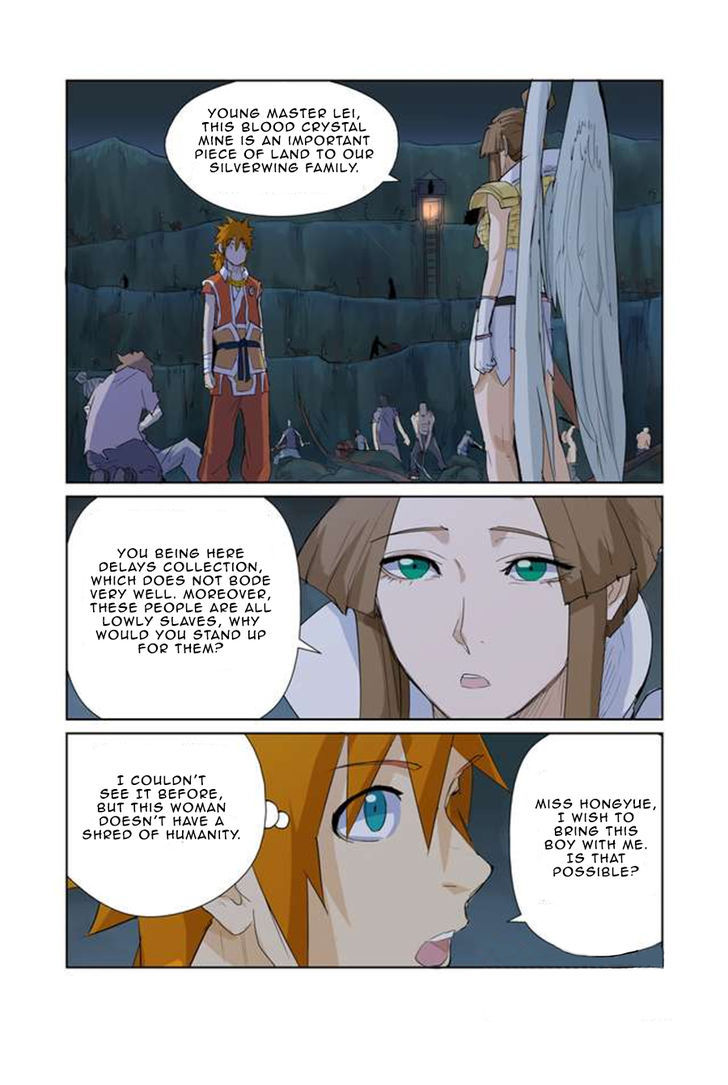 YOUNG MASTER LEI,
THIS BLOOD CRYSTAL
MINE IS AN IMPORTANT
PIECE OF LAND TO OUR
SILVERWING FAMILY.
YOU BEING HERE
DELAYS COLLECTION,
WHICH DOES NOT BODE
VERY WELL. MOREOVER,
THESE PEOPLE ARE ALL
LOWLY SLAVES, WHY
WOULD YOU STAND UP
FOR THEM?
I COULDN'T
SEE IT BEFORE,
BUT THIS WOMAN
DOESN'T HAVE A
SHRED OF HUMANITY.
MISS HONGYUE,
I WISH TO
BRING THIS
BOY WITH ME.
IS THAT
POSSIBLE?